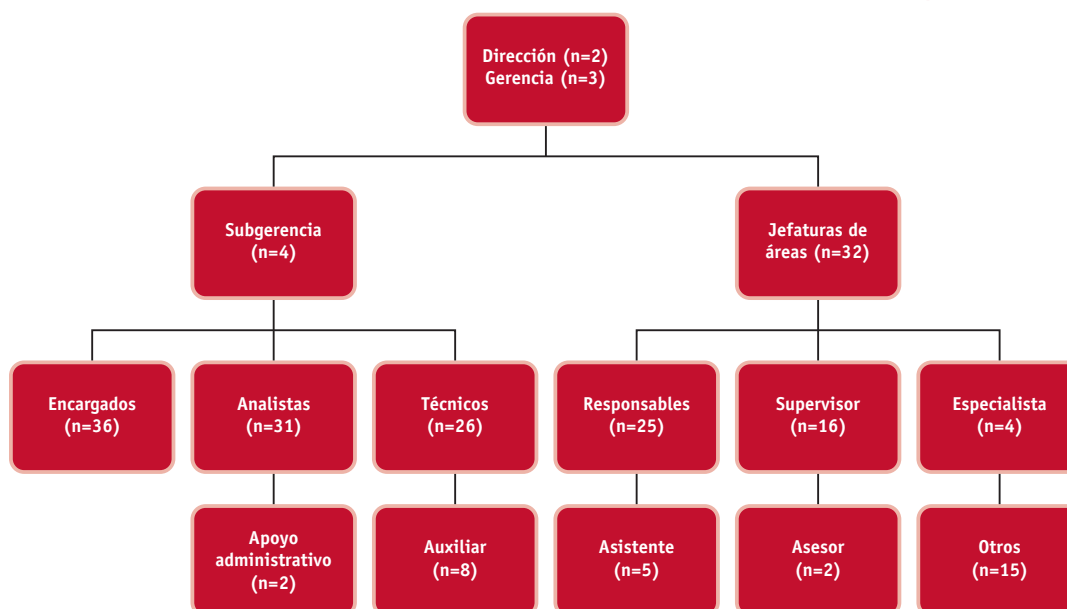 Dirección (n=2)
Gerencia (n=3)
Subgerencia
(n=4)
Jefaturas de
áreas (n=32)
Encargados
(n=36)
Analistas
(n=31)
Técnicos
(n=26)
Responsables
(n=25)
Supervisor
(n=16)
Especialista
(n=4)
Apoyo
administrativo
(n=2)
Auxiliar
(n=8)
Asistente
(n=5)
Asesor
(n=2)
Otros
(n=15)